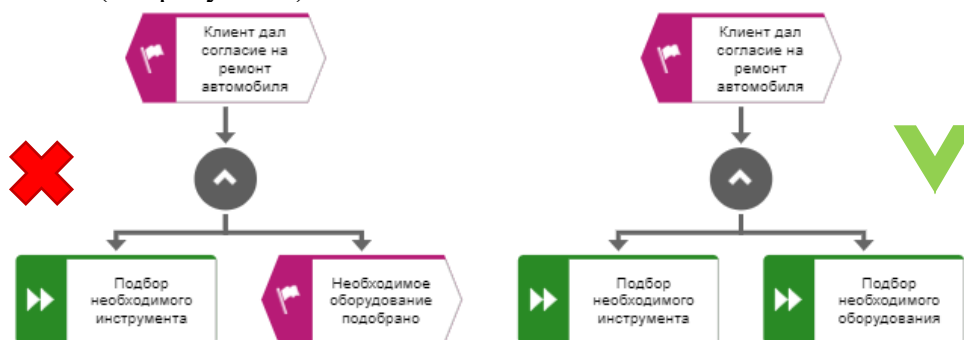 Клиент дал
согласие на
ремонт
автомобиля
Клиент дал
согласие на
ремонт
автомобиля
Подбор
необходимого
инструмента
Необходимое
оборудование
подобрано
Подбор
необходимого
инструмента
Подбор
необходимого
оборудования